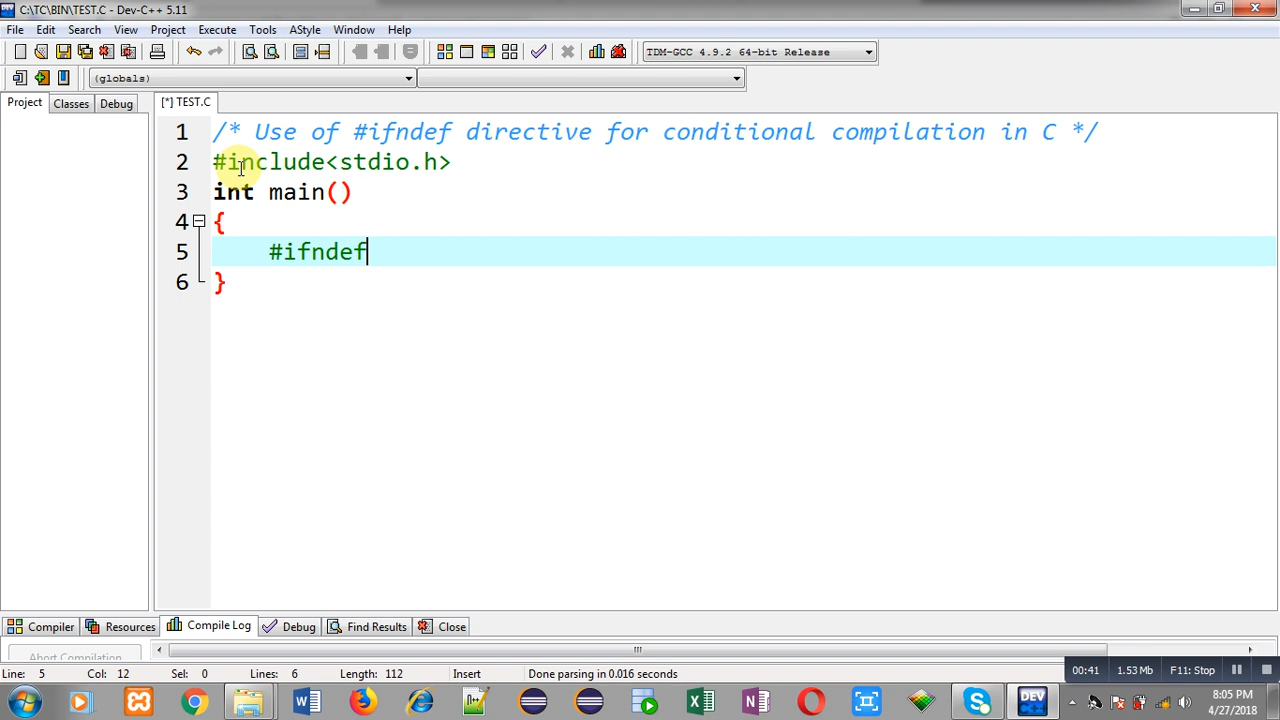 C:\TC\BIN\TEST.C - Dev-C++ 5.11
File Edit Search View Project Execute Tools AStyle Window Help
TDM-GCC 4.9.2 64-bit Release
(globals)
Project Classes Debug
[*] TEST.C
1 /* Use of #ifndef directive for conditional compilation in C */
2 #include<stdio.h>
3 int main()
4 {
5 #ifndef
6 }
Compiler Resources Compile Log Debug Find Results Close
Abort Compilation
Line: 5 Col: 12 Sel: 0 Lines: 6 Length: 112 Insert Done parsing in 0.016 seconds
00:41 1.53 Mb F11: Stop
DEV
8:05 PM
4/27/2018